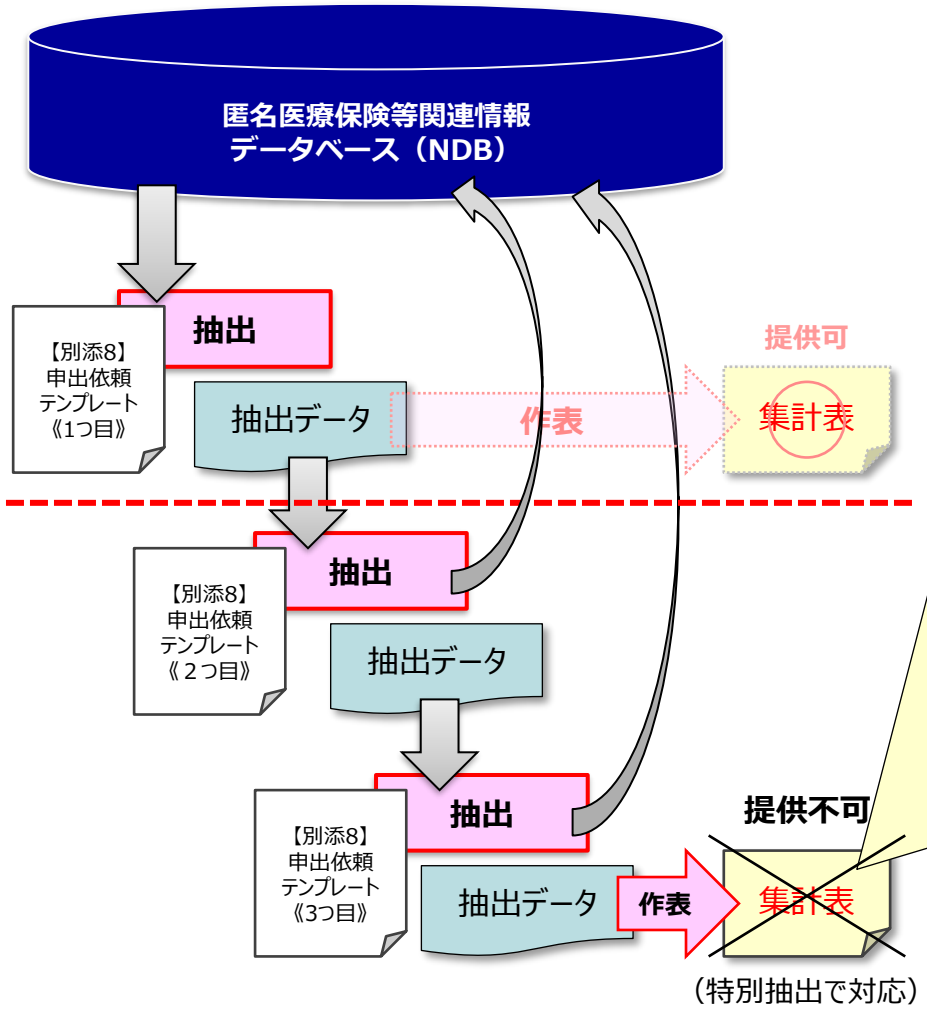 匿名医療保険等関連情報
データベース（NDB）
抽出
【別添8】
申出依頼
テンプレート
《1つ目》
抽出データ
作表
提供可
集計表
抽出
【別添8】
申出依頼
テンプレート
《２つ目》
抽出データ
抽出
【別添8】
申出依頼
テンプレート
《3つ目》
抽出データ
作表
提供不可
集計表
（特別抽出で対応）